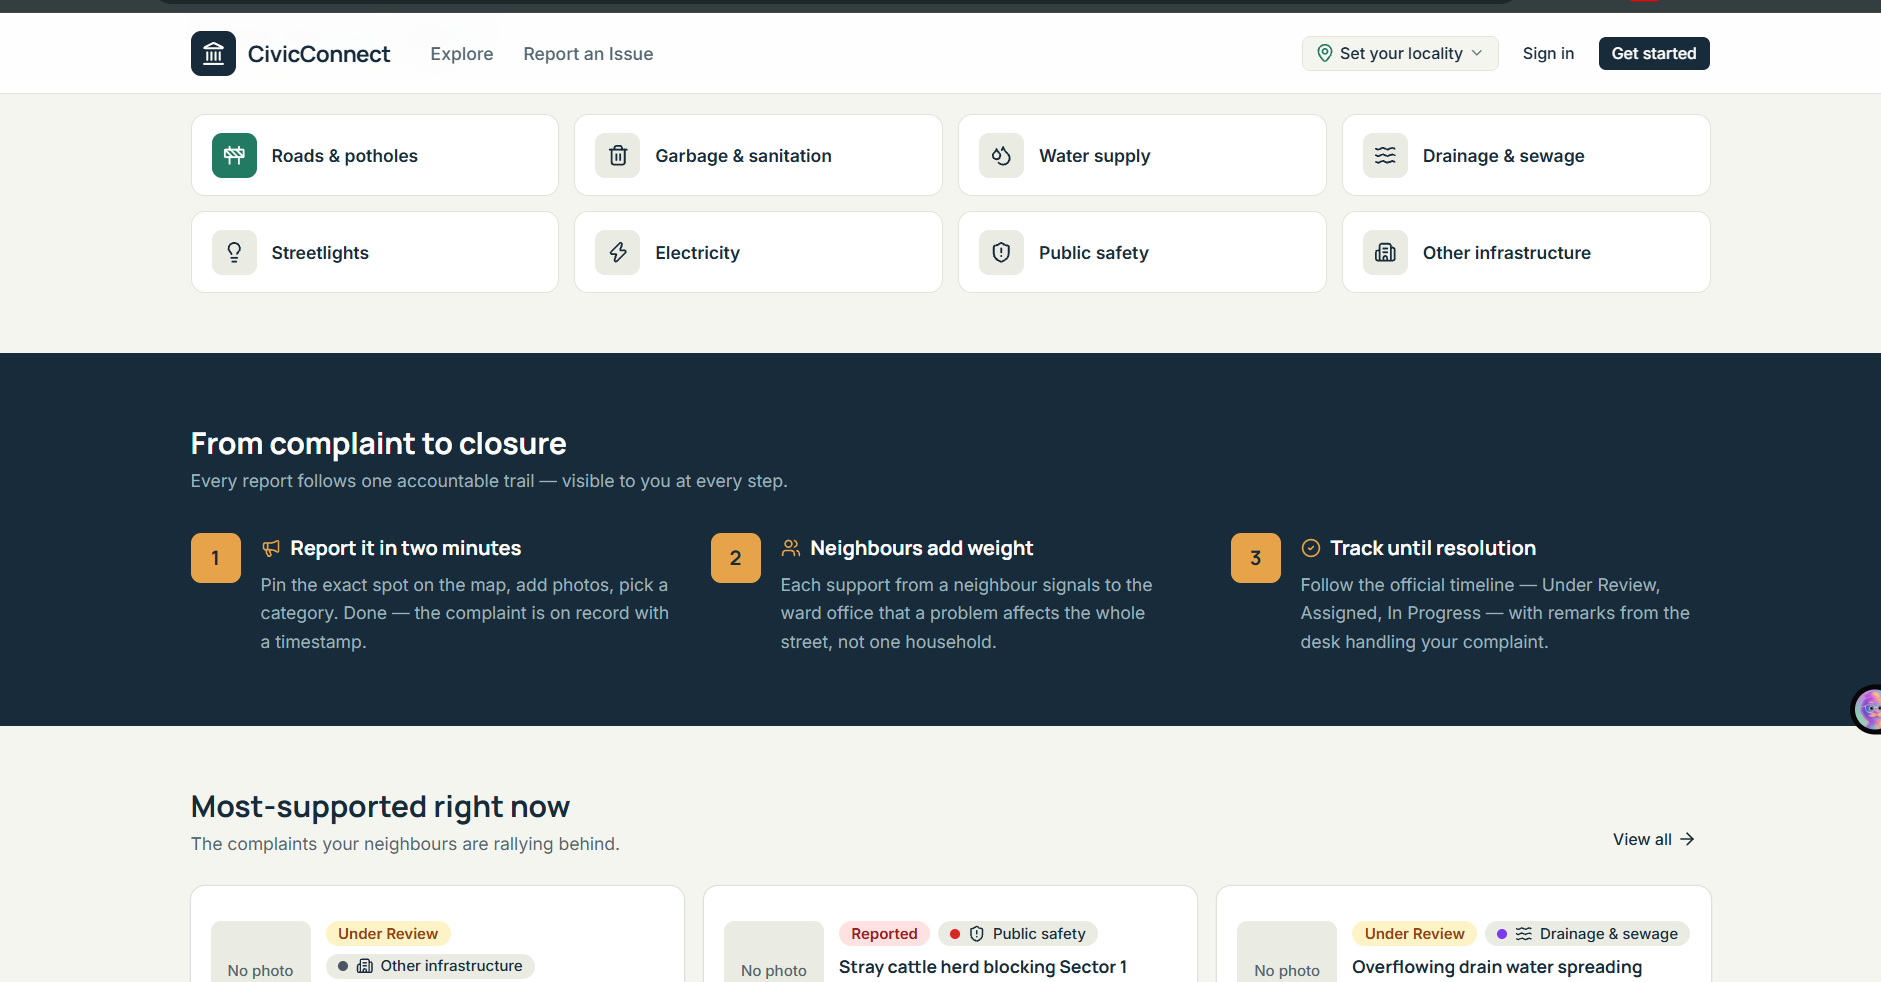 CivicConnect
Explore
Report an Issue
Set your locality
Sign in
Get started
Roads & potholes
Garbage & sanitation
Water supply
Drainage & sewage
Streetlights
Electricity
Public safety
Other infrastructure
From complaint to closure
Every report follows one accountable trail — visible to you at every step.
1
Report it in two minutes
Pin the exact spot on the map, add photos, pick a
category. Done — the complaint is on record with
a timestamp.
2
Neighbours add weight
Each support from a neighbour signals to the
ward office that a problem affects the whole
street, not one household.
3
Track until resolution
Follow the official timeline — Under Review,
Assigned, In Progress — with remarks from the
desk handling your complaint.
Most-supported right now
The complaints your neighbours are rallying behind.
View all
No photo
Under Review
Other infrastructure
No photo
Reported
Public safety
Stray cattle herd blocking Sector 1
No photo
Under Review
Drainage & sewage
Overflowing drain water spreading